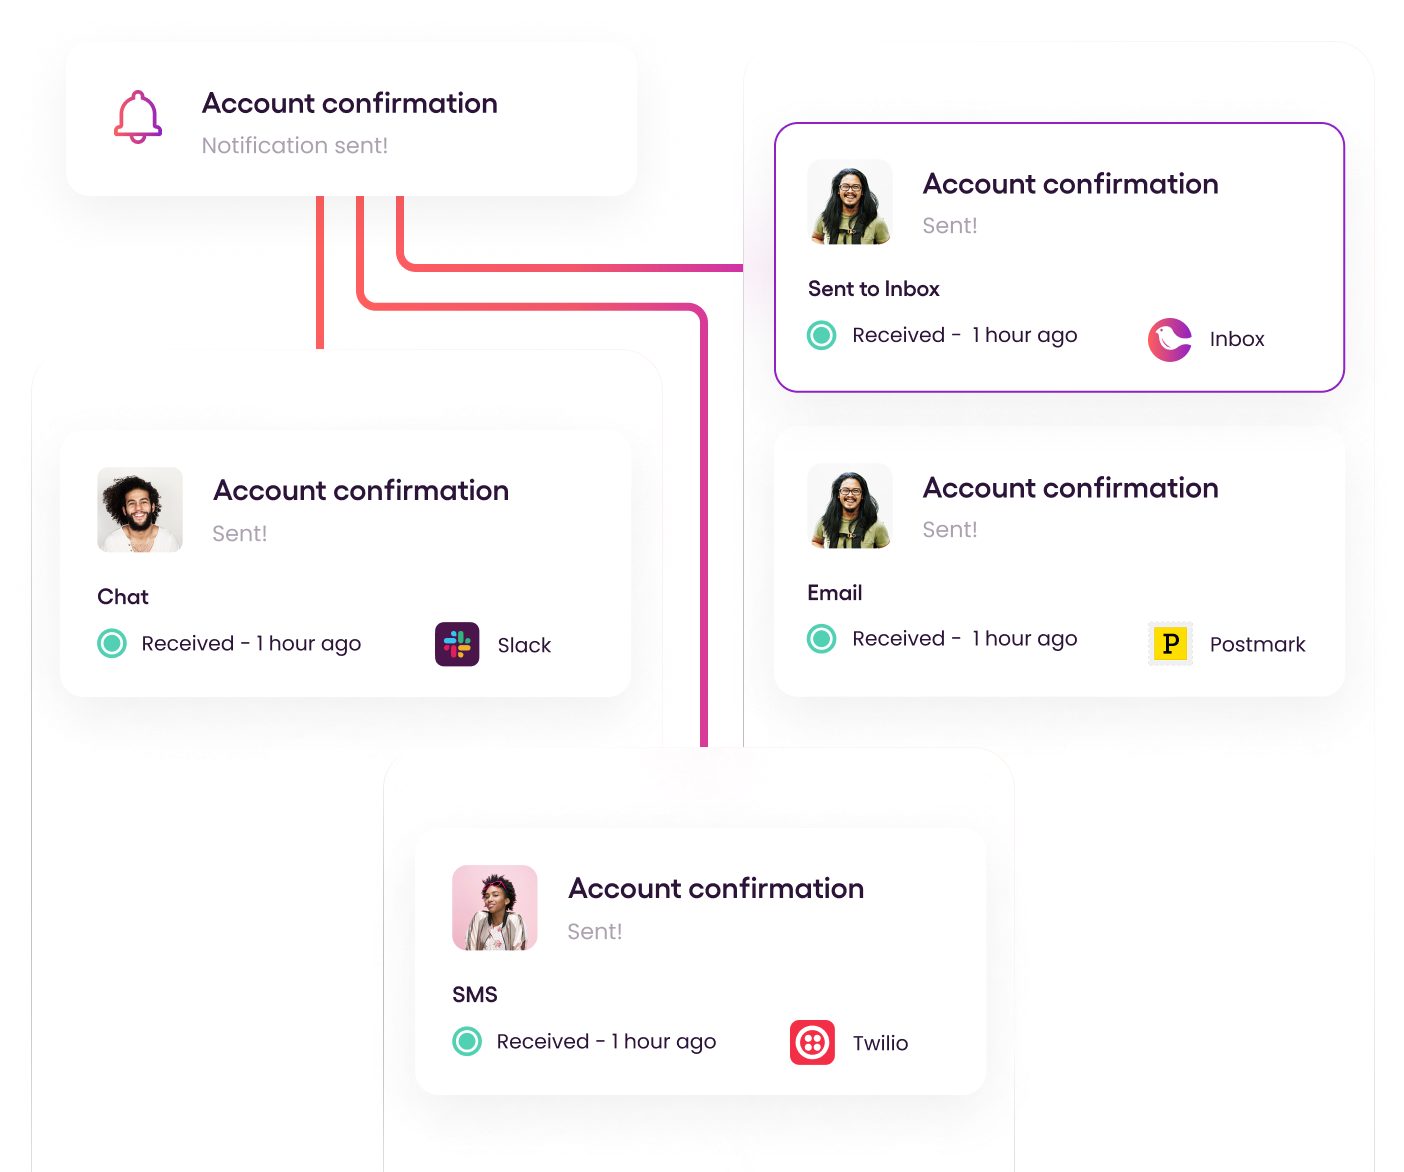 Account confirmation
Notification sent!
Account confirmation
Sent!
Sent to Inbox
Received - 1 hour ago
Inbox
Account confirmation
Sent!
Chat
Received - 1 hour ago
Slack
Account confirmation
Sent!
Email
Received - 1 hour ago
P
Postmark
Account confirmation
Sent!
SMS
Received - 1 hour ago
Twilio